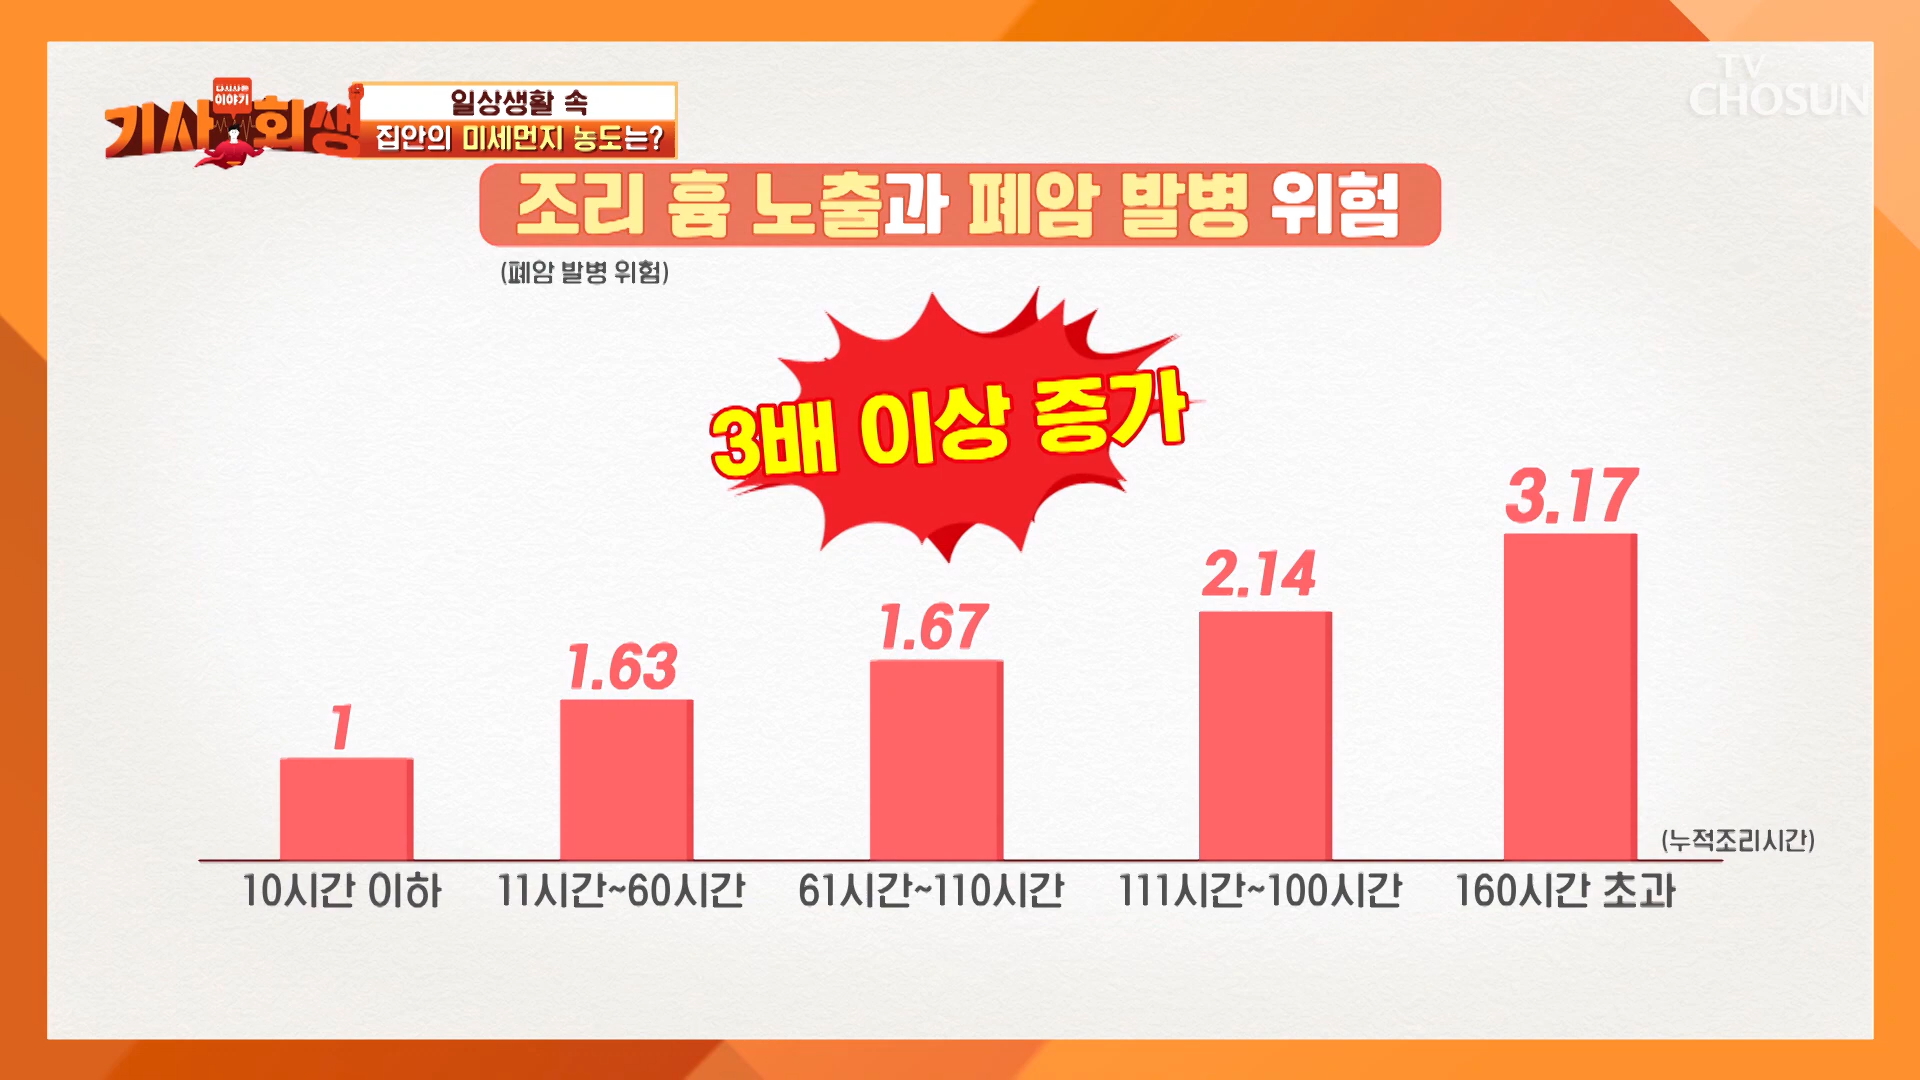 TV
CHOSUN
다시사는
이야기
기사회생
일상생활 속
집안의 미세먼지 농도는?
조리 흄 노출과 폐암 발병 위험
(폐암 발병 위험)
3배 이상 증가
1
1.63
1.67
2.14
3.17
(누적조리시간)
10시간 이하
11시간~60시간
61시간~110시간
111시간~100시간
160시간 초과